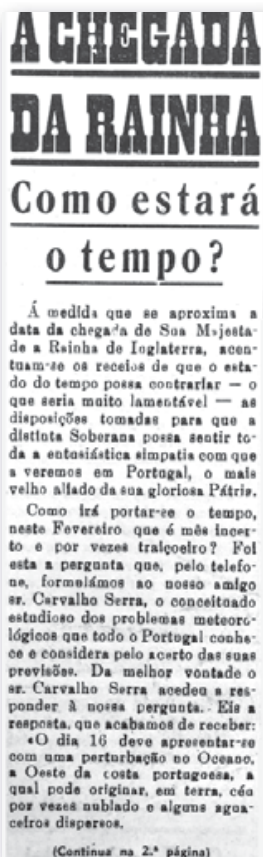 A CHEGADA
DA RAINHA
Como estará
o tempo?
Á medida que se aproxima a
data da chegada de Sua Majesta-
de a Rainha de Inglaterra, acen-
tuam-se os receios de que o esta-
do do tempo possa contrariar — o
que seria muito lamentável — as
disposições tomadas para que a
distinta Soberana possa sentir to-
da a entusiástica simpatia com que
a veremos em Portugal, o mais
velho aliado da sua gloriosa Pátria.
Como irá portar-se o tempo,
neste Fevereiro que é mês incer-
to e por vezes traiçoeiro? Foi
esta a pergunta que, pelo telefo-
ne, formulámos ao nosso amigo
sr. Carvalho Serra, o conceituado
estudioso dos problemas meteoro-
lógicos que todo o Portugal conhe-
ce e considera pelo acerto das suas
previsões. Da melhor vontade o
sr. Carvalho Serra acedeu a res-
ponder à nossa pergunta. Eis a
resposta, que acabamos de receber:
«O dia 16 deve apresentar-se
com uma perturbação no Oceano,
a Oeste da costa portuguesa, a
qual pode originar, em terra, céu
por vezes nublado e alguns agua-
ceiros dispersos.
(Continua na 2.ª página)